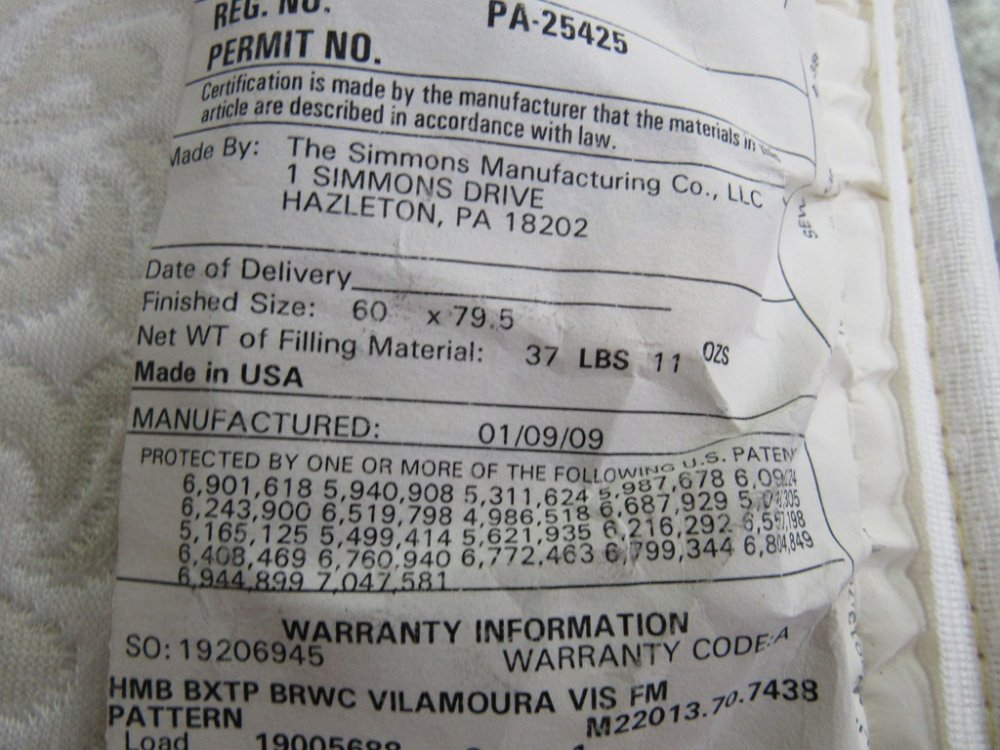 REG. NO. PA-25425
PERMIT NO.
Certification is made by the manufacturer that the materials in this
article are described in accordance with law.
Made By: The Simmons Manufacturing Co., LLC
1 SIMMONS DRIVE
HAZLETON, PA 18202
Date of Delivery
Finished Size: 60 x 79.5
Net WT of Filling Material: 37 LBS 11 OZS
Made in USA
MANUFACTURED: 01/09/09
PROTECTED BY ONE OR MORE OF THE FOLLOWING U.S. PATEN
6,901,618 5,940,908 5,311,624 5,987,678
6,243,900 6,519,798 4,986,518 6,687,929
5,165,125 5,499,414 5,621,935 6,216,292
6,408,469 6,760,940 6,772,463 6,799,344 6,804,849
6,944,899 7,047,581
WARRANTY INFORMATION
SO: 19206945 WARRANTY CODE:A
HMB BXTP BRWC VILAMOURA VIS FM
PATTERN M22013.70.7438
Load
SEW